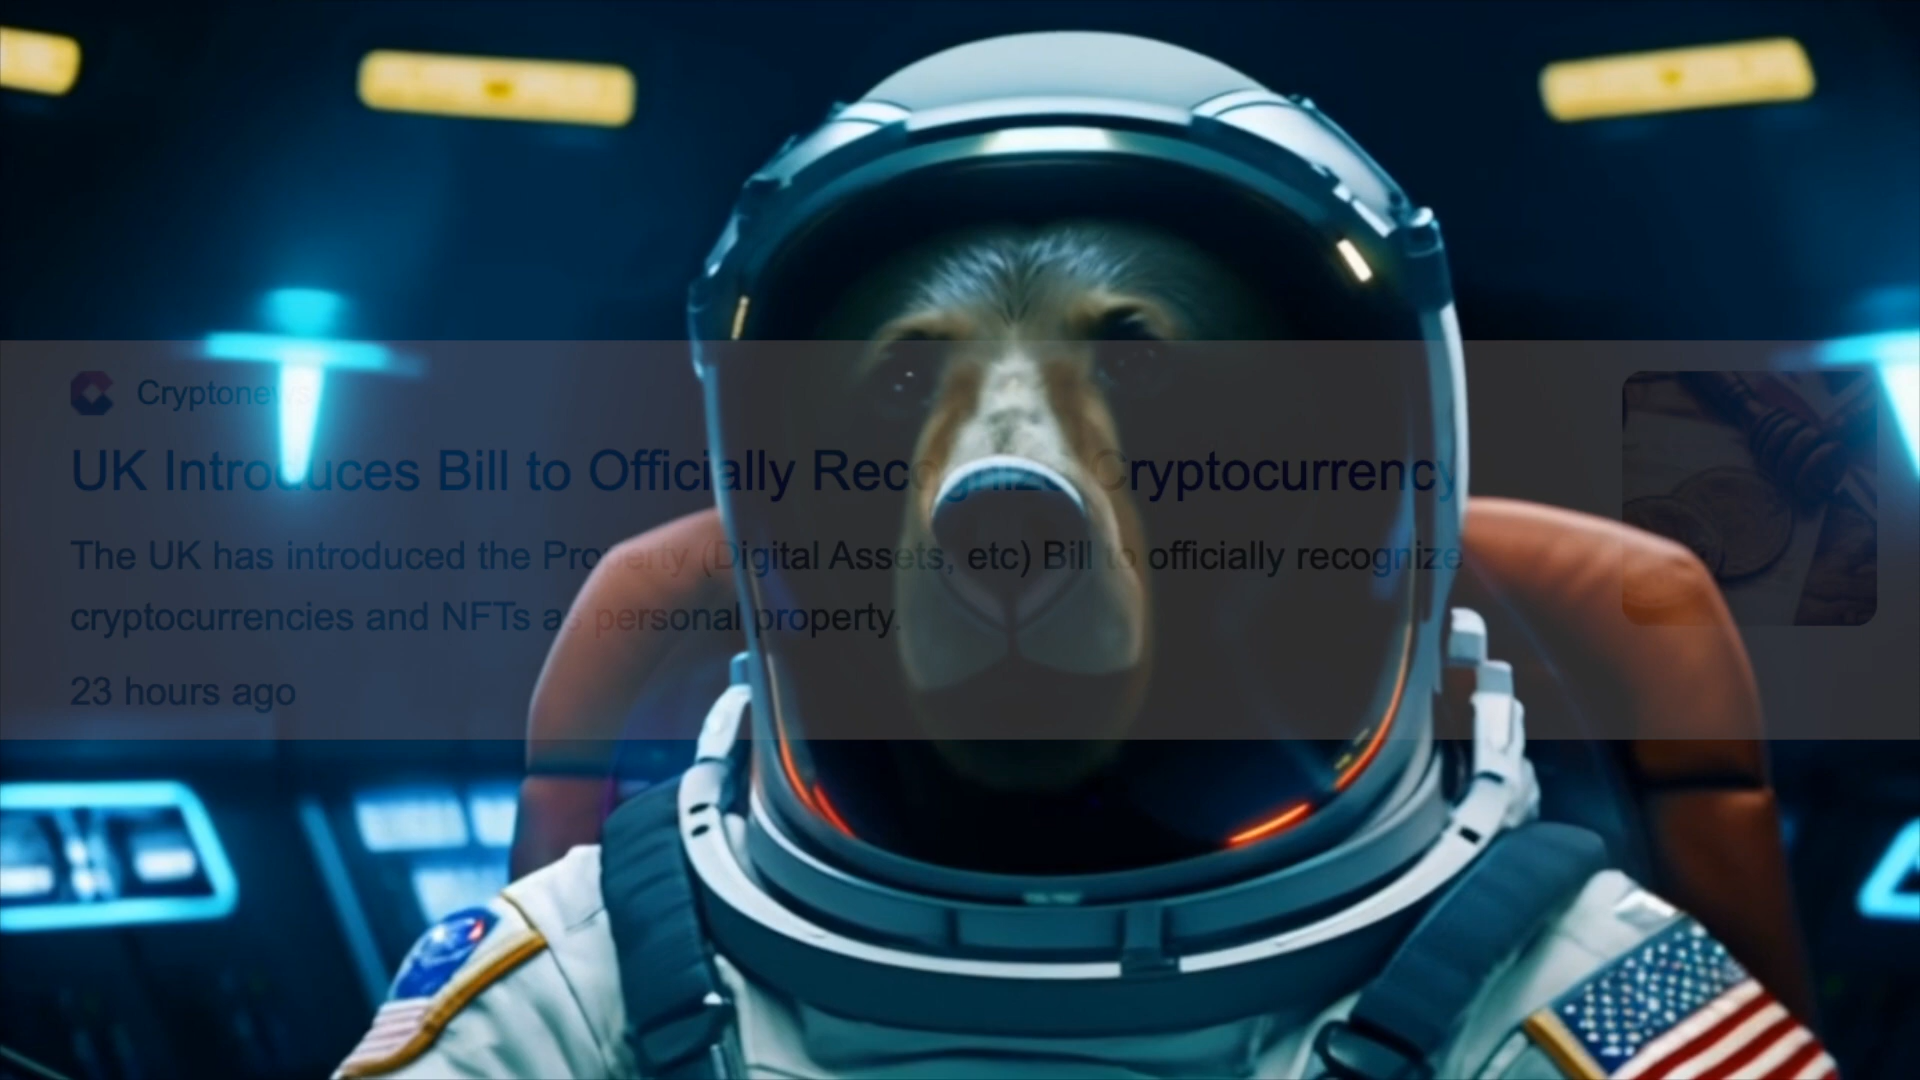 Cryptonews
UK Introduces Bill to Officially Recognize Cryptocurrency
The UK has introduced the Property (Digital Assets, etc) Bill to officially recognize
cryptocurrencies and NFTs as personal property.
23 hours ago